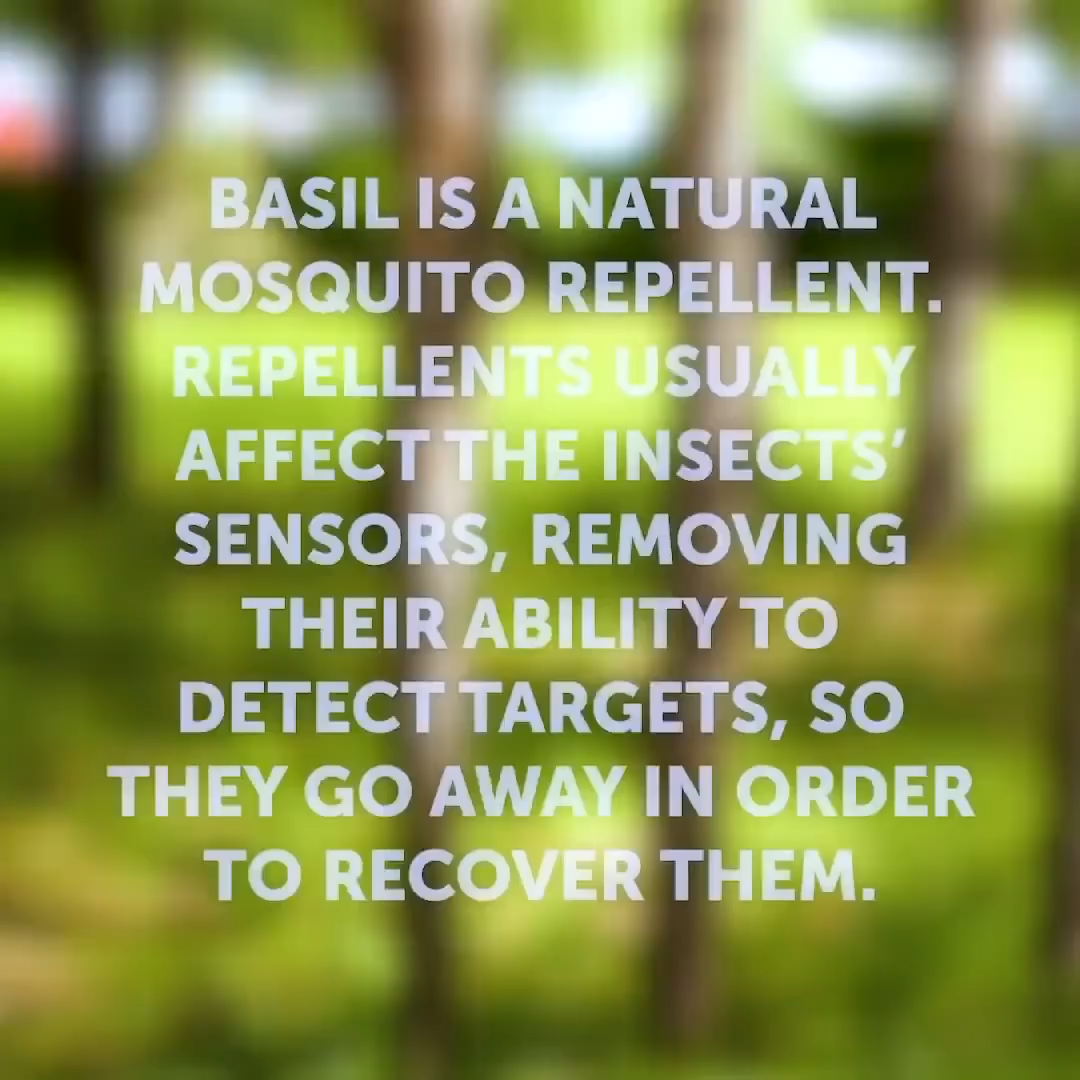 BASIL IS A NATURAL
MOSQUITO REPELLENT.
REPELLENTS USUALLY
AFFECT THE INSECTS’
SENSORS, REMOVING
THEIR ABILITY TO
DETECT TARGETS, SO
THEY GO AWAY IN ORDER
TO RECOVER THEM.